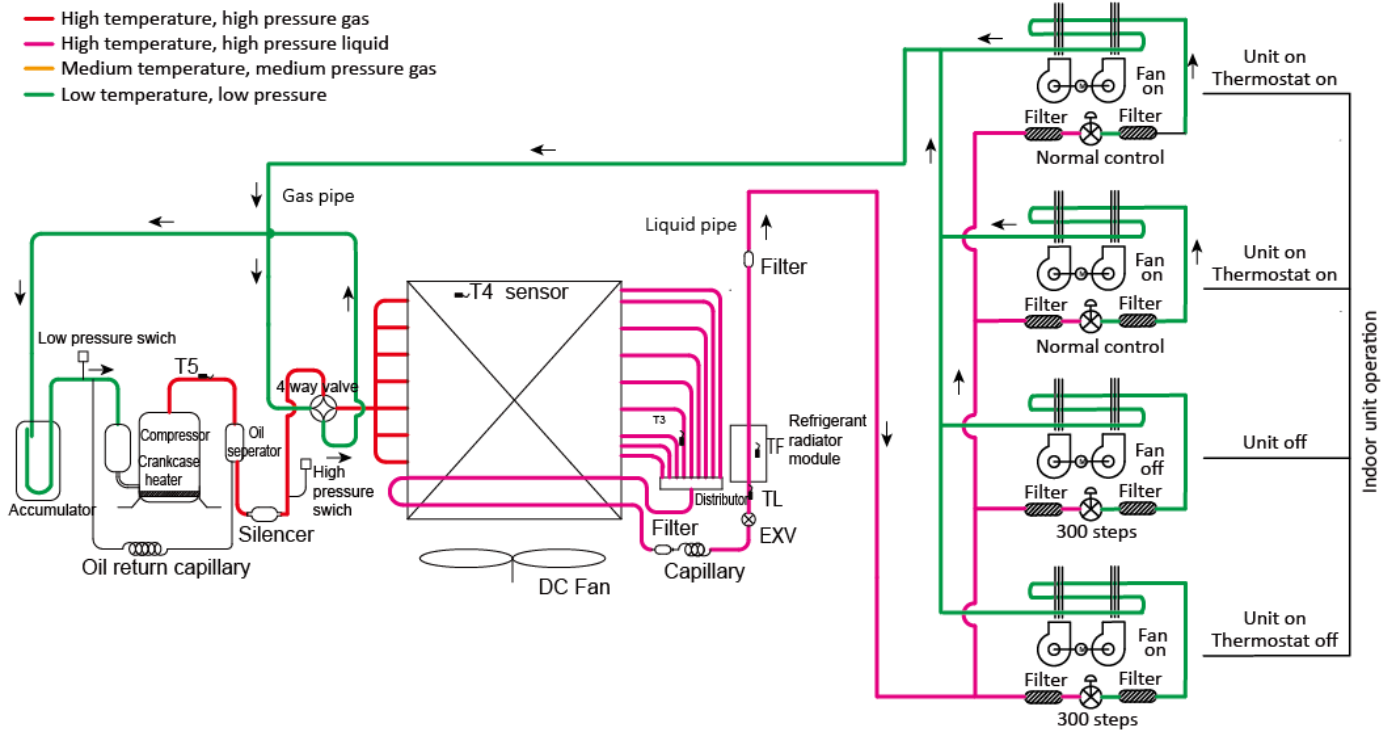 High temperature, high pressure gas
High temperature, high pressure liquid
Medium temperature, medium pressure gas
Low temperature, low pressure
Gas pipe
Liquid pipe
Filter
T4 sensor
Low pressure swich
T5
4 way valve
Compressor
Crankcase
heater
Oil
seperator
High
pressure
swich
Accumulator
Silencer
Oil return capillary
T3
Distributor
Refrigerant
radiator
module
TF
TL
EXV
Filter
Capillary
DC Fan
Fan
on
Unit on
Thermostat on
Filter
Filter
Normal control
Fan
on
Unit on
Thermostat on
Filter
Filter
Normal control
Fan
off
Unit off
Filter
Filter
300 steps
Fan
on
Unit on
Thermostat off
Filter
Filter
300 steps
Indoor unit operation